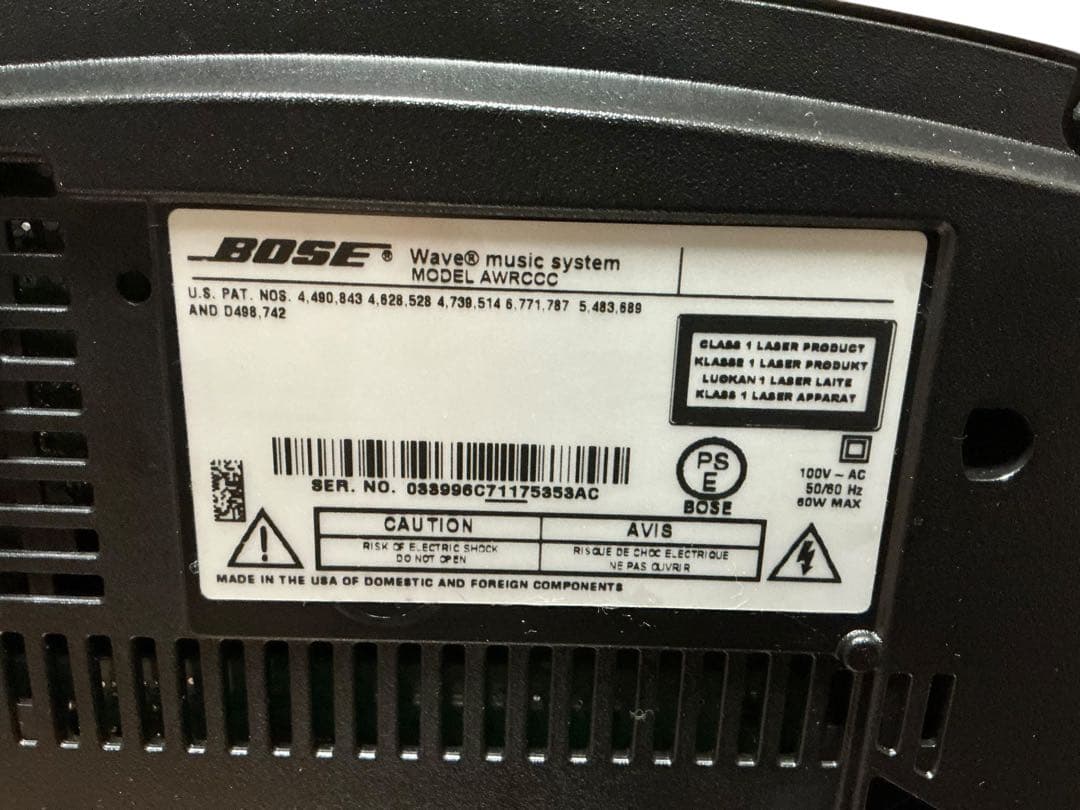 BOSE® Wave® music system
MODEL AWRCCC
U.S. PAT. NOS. 4,490,843 4,628,528 4,739,514 6,771,787 5,483,689
AND D498,742
CLASS 1 LASER PRODUCT
KLASSE 1 LASER PRODUKT
LUOKAN 1 LASER LAITE
KLASS 1 LASER APPARAT
SER. NO. 033996C71175353AC
PS
E
BOSE
100V ~ AC
50/60 Hz
60W MAX
CAUTION
RISK OF ELECTRIC SHOCK
DO NOT OPEN
AVIS
RISQUE DE CHOC ELECTRIQUE
NE PAS OUVRIR
MADE IN THE USA OF DOMESTIC AND FOREIGN COMPONENTS